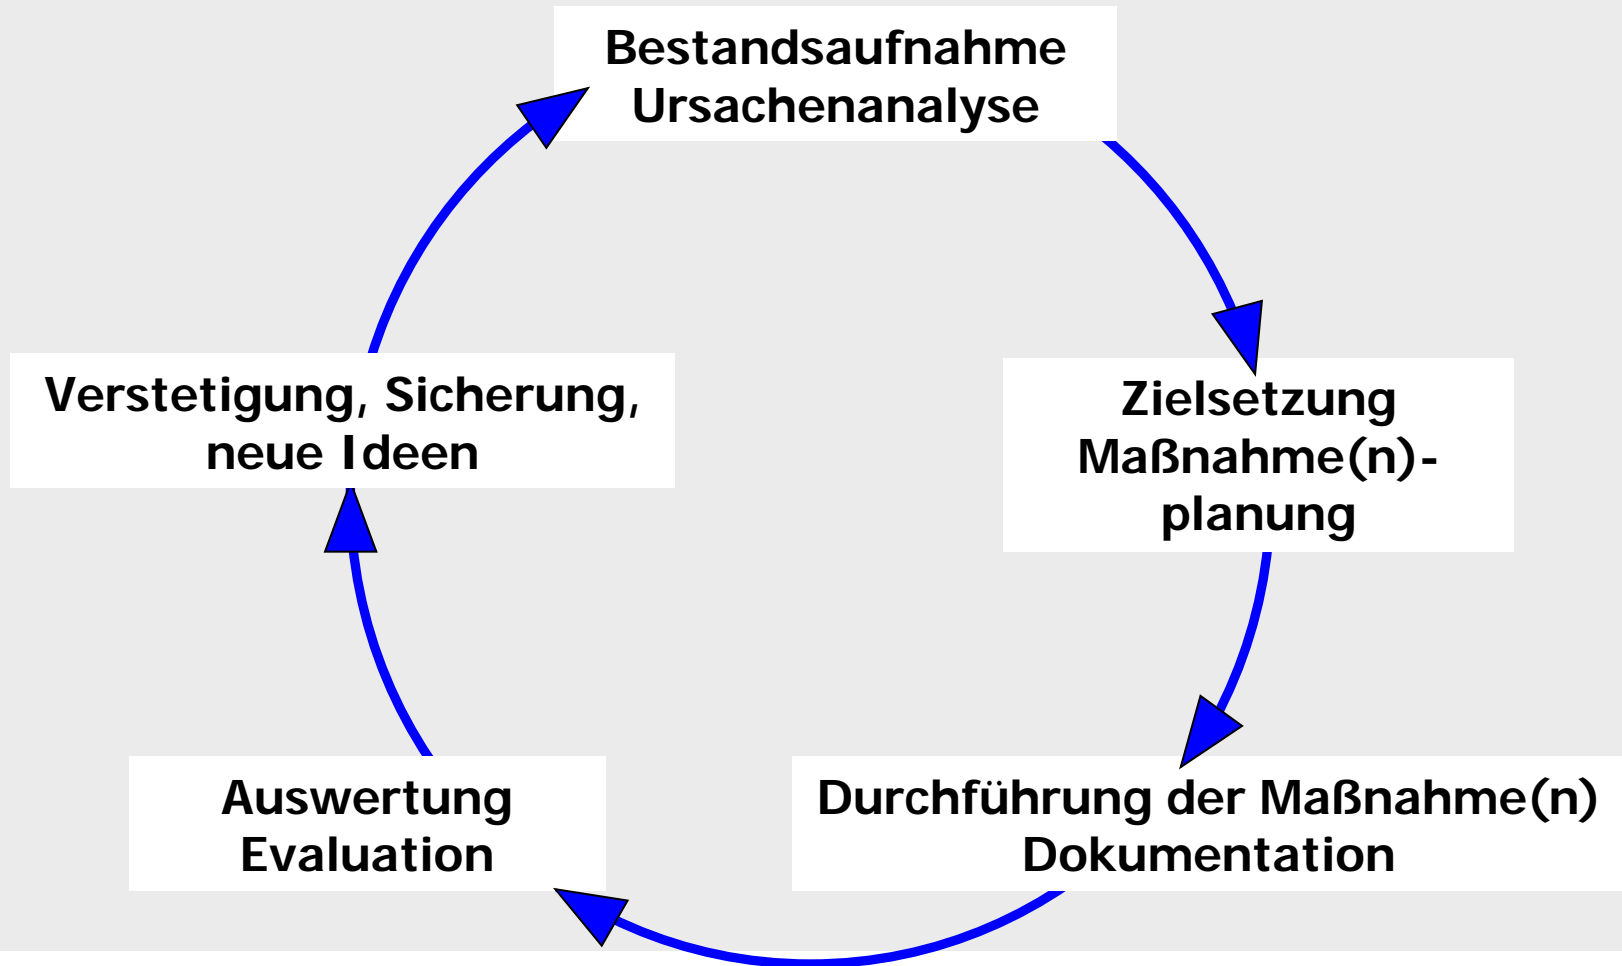 Bestandsaufnahme
Ursachenanalyse
Zielsetzung
Maßnahme(n)-
planung
Durchführung der Maßnahme(n)
Dokumentation
Auswertung
Evaluation
Verstetigung, Sicherung,
neue Ideen